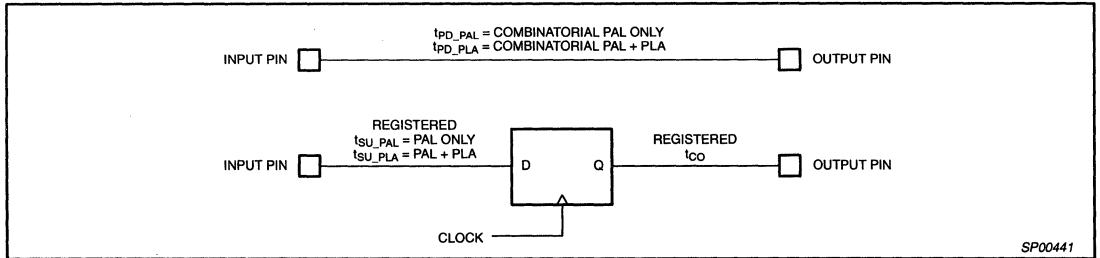 tPD_PAL = COMBINATORIAL PAL ONLY
tPD_PLA = COMBINATORIAL PAL + PLA
INPUT PIN
OUTPUT PIN
REGISTERED
tSU_PAL = PAL ONLY
tSU_PLA = PAL + PLA
REGISTERED
tCO
INPUT PIN
D
Q
OUTPUT PIN
CLOCK
SP00441